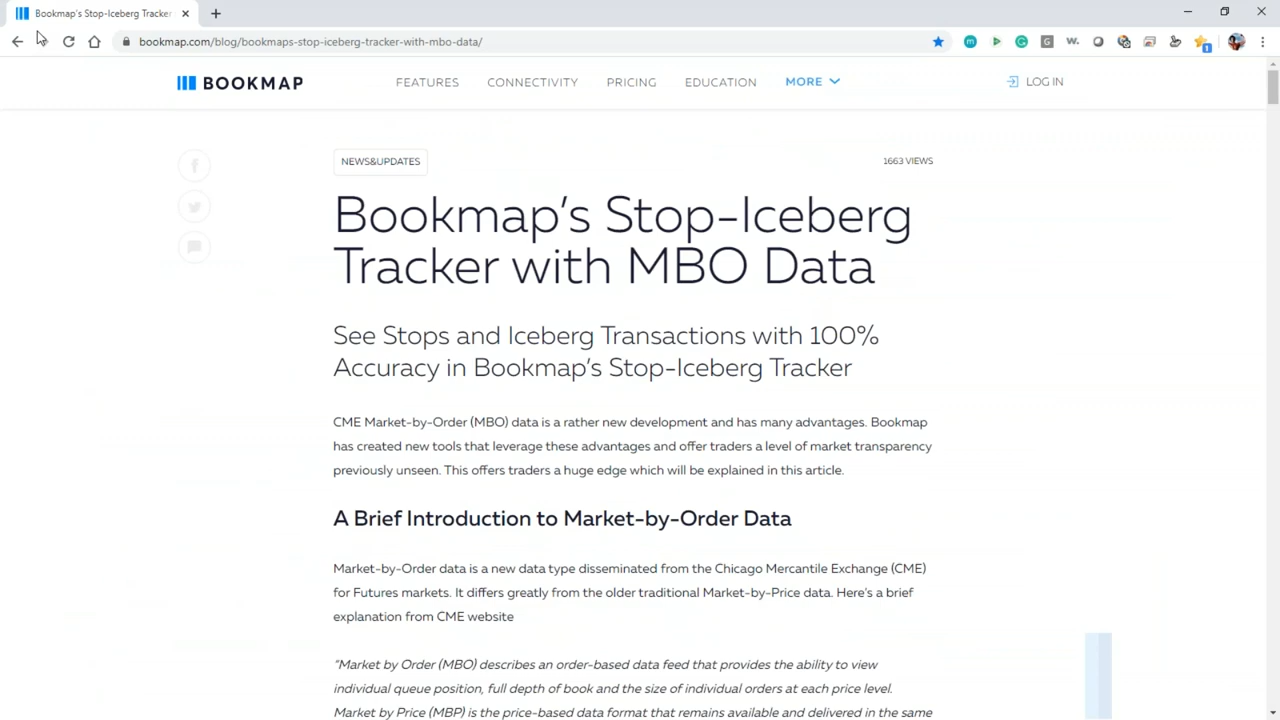 Bookmap's Stop-Iceberg Tracker
bookmap.com/blog/bookmaps-stop-iceberg-tracker-with-mbo-data/
BOOKMAP
FEATURES
CONNECTIVITY
PRICING
EDUCATION
MORE
LOG IN
NEWS&UPDATES
1663 VIEWS
Bookmap's Stop-Iceberg
Tracker with MBO Data
See Stops and Iceberg Transactions with 100%
Accuracy in Bookmap's Stop-Iceberg Tracker
CME Market-by-Order (MBO) data is a rather new development and has many advantages. Bookmap
has created new tools that leverage these advantages and offer traders a level of market transparency
previously unseen. This offers traders a huge edge which will be explained in this article.
A Brief Introduction to Market-by-Order Data
Market-by-Order data is a new data type disseminated from the Chicago Mercantile Exchange (CME)
for Futures markets. It differs greatly from the older traditional Market-by-Price data. Here's a brief
explanation from CME website
"Market by Order (MBO) describes an order-based data feed that provides the ability to view
individual queue position, full depth of book and the size of individual orders at each price level.
Market by Price (MBP) is the price-based data format that remains available and delivered in the same